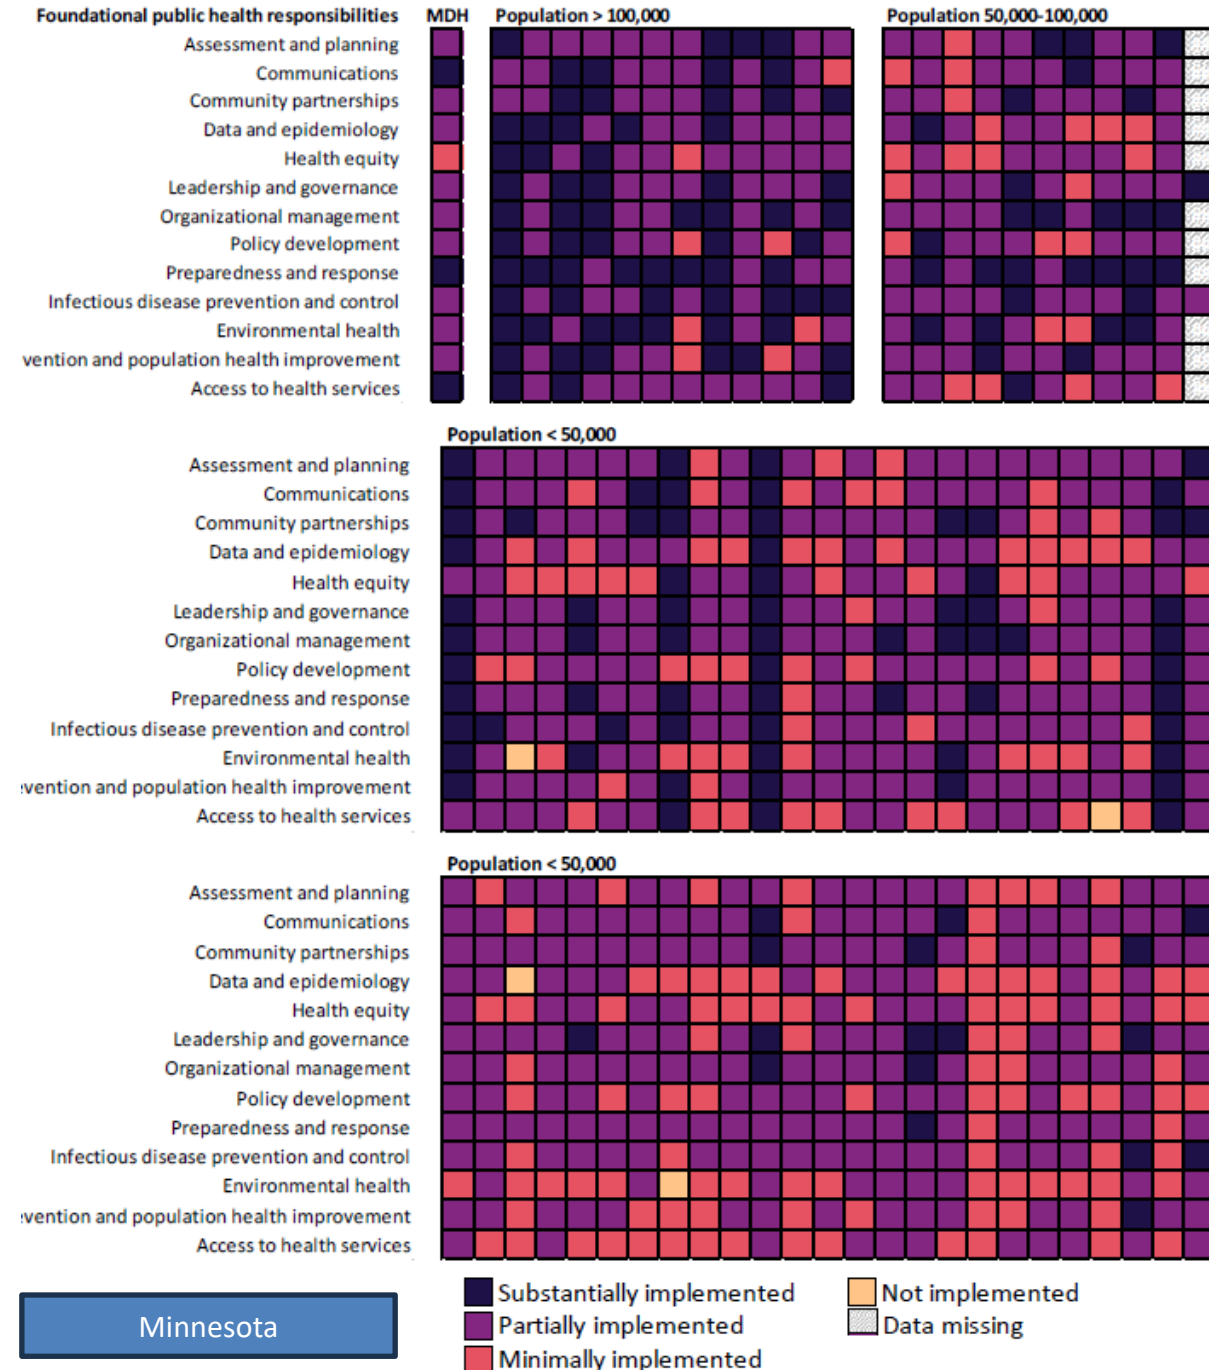 Foundational public health responsibilities MDH Population > 100,000 Population 50,000-100,000
Assessment and planning
Communications
Community partnerships
Data and epidemiology
Health equity
Leadership and governance
Organizational management
Policy development
Preparedness and response
Infectious disease prevention and control
Environmental health
vention and population health improvement
Access to health services
Population < 50,000
Assessment and planning
Communications
Community partnerships
Data and epidemiology
Health equity
Leadership and governance
Organizational management
Policy development
Preparedness and response
Infectious disease prevention and control
Environmental health
evention and population health improvement
Access to health services
Population < 50,000
Assessment and planning
Communications
Community partnerships
Data and epidemiology
Health equity
Leadership and governance
Organizational management
Policy development
Preparedness and response
Infectious disease prevention and control
Environmental health
evention and population health improvement
Access to health services
Substantially implemented Not implemented
Partially implemented Data missing
Minimally implemented
Minnesota